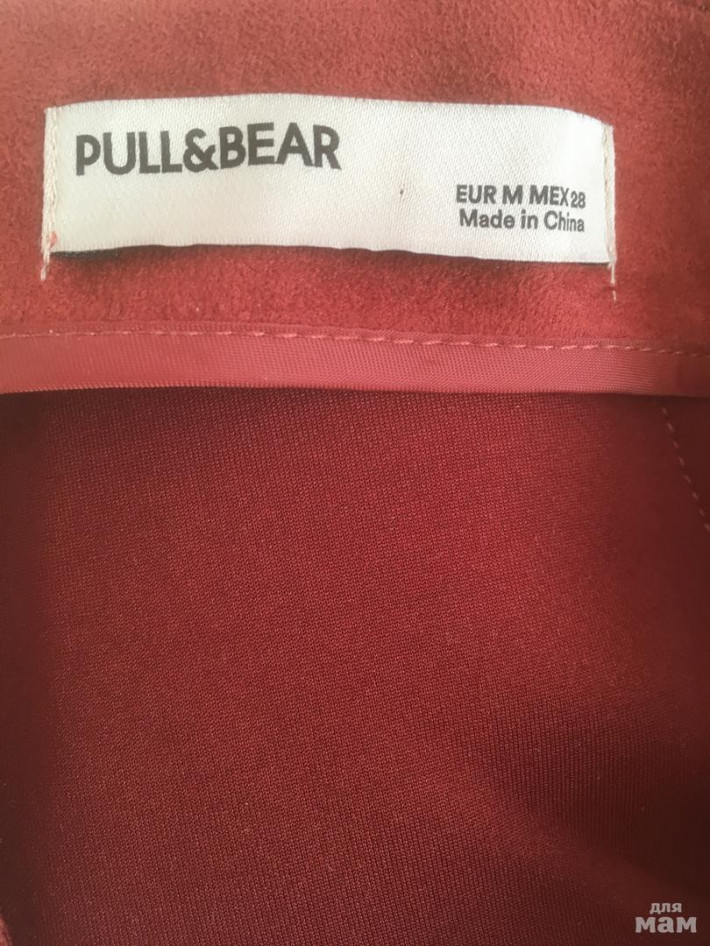 PULL&BEAR
EUR M MEX 28
Made in China
для
мам